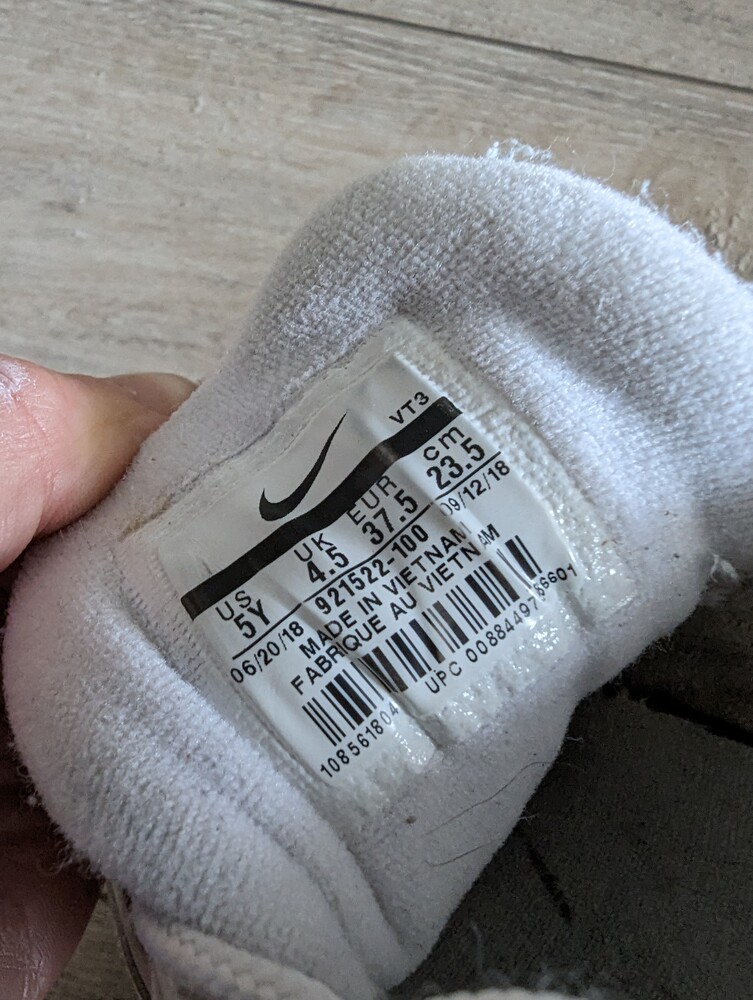 VT3
US UK EUR cm
5Y 4.5 37.5 23.5
06/20/18 921522-100 09/12/18
MADE IN VIETNAM
FABRIQUE AU VIETNAM
108561804
UPC